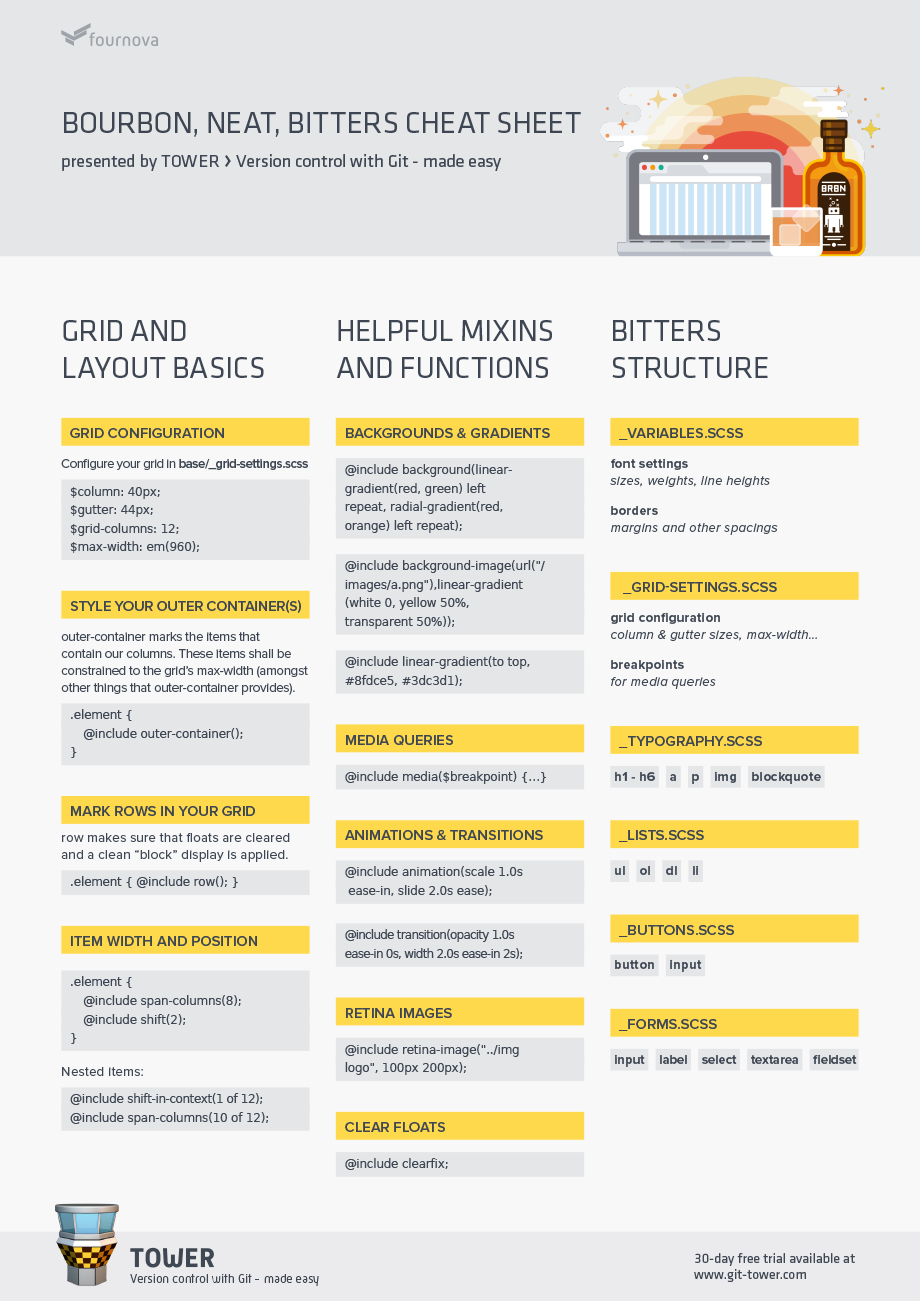 fournova
BOURBON, NEAT, BITTERS CHEAT SHEET
presented by TOWER › Version control with Git - made easy
BRBN
GRID AND
LAYOUT BASICS
GRID CONFIGURATION
Configure your grid in base/_grid-settings.scss
$column: 40px;
$gutter: 44px;
$grid-columns: 12;
$max-width: em(960);
STYLE YOUR OUTER CONTAINER(S)
outer-container marks the items that
contain our columns. These items shall be
constrained to the grid's max-width (amongst
other things that outer-container provides).
.element {
@include outer-container();
}
MARK ROWS IN YOUR GRID
row makes sure that floats are cleared
and a clean “block” display is applied.
.element { @include row(); }
ITEM WIDTH AND POSITION
.element {
@include span-columns(8);
@include shift(2);
}
Nested items:
@include shift-in-context(1 of 12);
@include span-columns(10 of 12);
HELPFUL MIXINS
AND FUNCTIONS
BACKGROUNDS & GRADIENTS
@include background(linear-
gradient(red, green) left
repeat, radial-gradient(red,
orange) left repeat);
@include background-image(url("/
images/a.png"),linear-gradient
(white 0, yellow 50%,
transparent 50%));
@include linear-gradient(to top,
#8fdce5, #3dc3d1);
MEDIA QUERIES
@include media($breakpoint) {...}
ANIMATIONS & TRANSITIONS
@include animation(scale 1.0s
ease-in, slide 2.0s ease);
@include transition(opacity 1.0s
ease-in 0s, width 2.0s ease-in 2s);
RETINA IMAGES
@include retina-image("../img
logo", 100px 200px);
CLEAR FLOATS
@include clearfix;
BITTERS
STRUCTURE
_VARIABLES.SCSS
font settings
sizes, weights, line heights
borders
margins and other spacings
_GRID-SETTINGS.SCSS
grid configuration
column & gutter sizes, max-width...
breakpoints
for media queries
_TYPOGRAPHY.SCSS
h1 - h6 a p img blockquote
_LISTS.SCSS
ul ol dl li
_BUTTONS.SCSS
button input
_FORMS.SCSS
input label select textarea fieldset
TOWER
Version control with Git - made easy
30-day free trial available at
www.git-tower.com